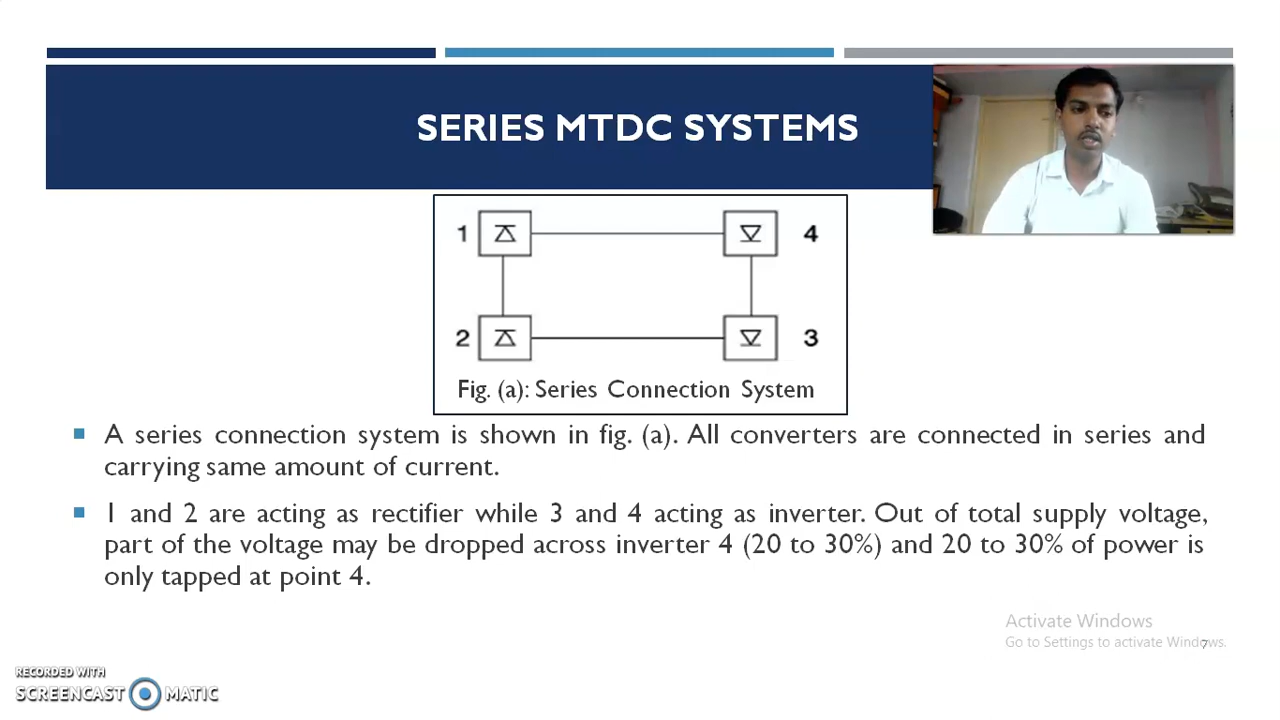 SERIES MTDC SYSTEMS
1
4
2
3
Fig. (a): Series Connection System
A series connection system is shown in fig. (a). All converters are connected in series and
carrying same amount of current.
1 and 2 are acting as rectifier while 3 and 4 acting as inverter. Out of total supply voltage,
part of the voltage may be dropped across inverter 4 (20 to 30%) and 20 to 30% of power is
only tapped at point 4.
Activate Windows
Go to Settings to activate Windows.
7
RECORDED WITH
SCREENCAST MATIC